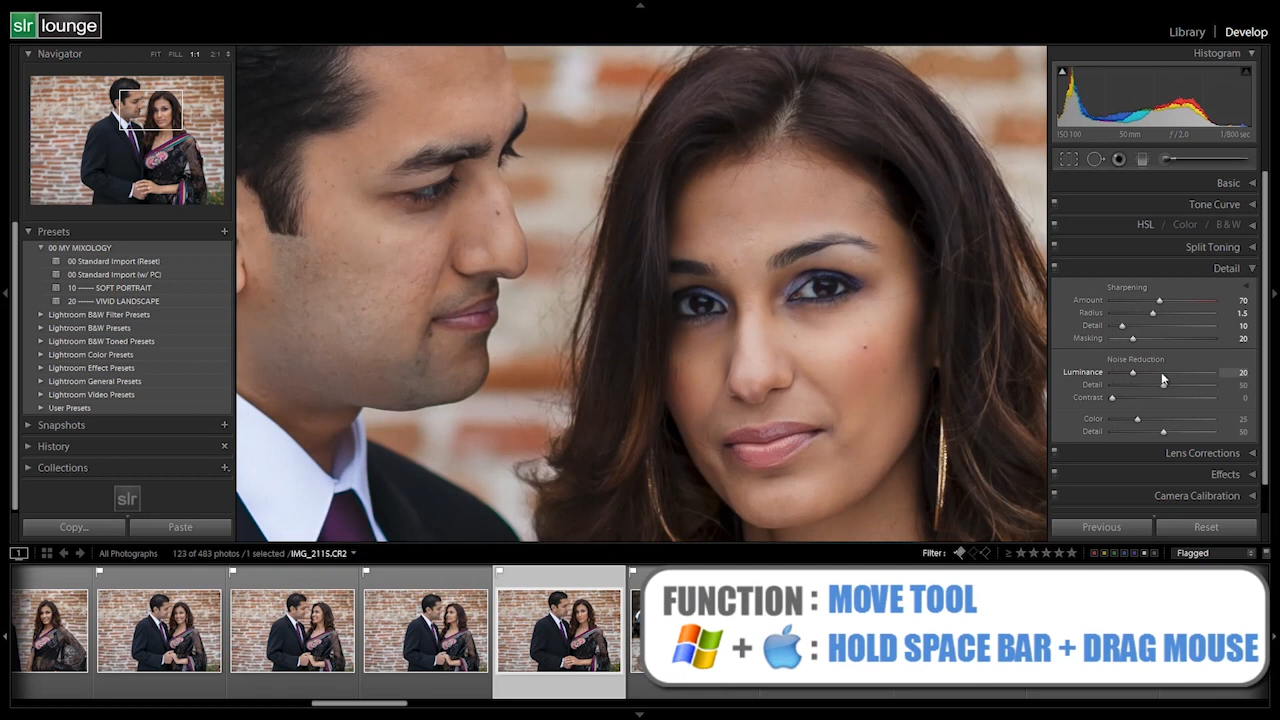 slr lounge
Library | Develop
Navigator FIT FILL 1:1 2:1
Histogram
ISO 100 50 mm ƒ / 2.0 1/800 sec
Basic
Tone Curve
HSL / Color / B & W
Split Toning
Detail
Sharpening
Amount 70
Radius 1.5
Detail 10
Masking 20
Noise Reduction
Luminance 20
Detail 50
Contrast 0
Color 25
Detail 50
Lens Corrections
Effects
Camera Calibration
Previous Reset
Presets +
00 MY MIXOLOGY
00 Standard Import (Reset)
00 Standard Import (w/ PC)
10 —— SOFT PORTRAIT
20 —— VIVID LANDSCAPE
Lightroom B&W Filter Presets
Lightroom B&W Presets
Lightroom B&W Toned Presets
Lightroom Color Presets
Lightroom Effect Presets
Lightroom General Presets
Lightroom Video Presets
User Presets
Snapshots +
History ×
Collections +
slr
Copy... Paste
1 All Photographs 123 of 483 photos / 1 selected / IMG_2115.CR2
Filter: ≥ ★★★★★ Flagged
FUNCTION : MOVE TOOL
+ : HOLD SPACE BAR + DRAG MOUSE